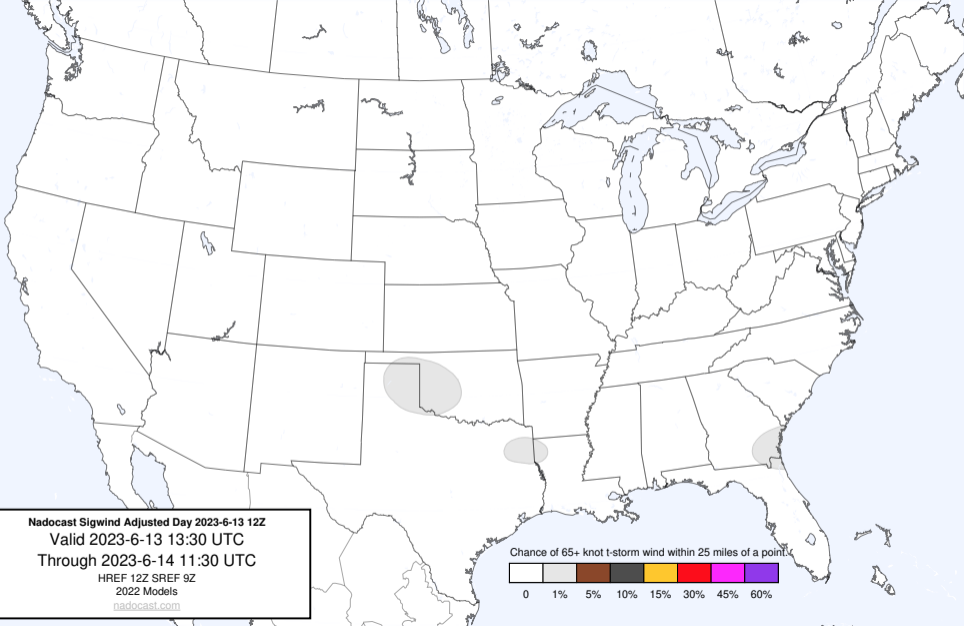 Nadocast Sigwind Adjusted Day 2023-6-13 12Z
Valid 2023-6-13 13:30 UTC
Through 2023-6-14 11:30 UTC
HREF 12Z SREF 9Z
2022 Models
nadocast.com
Chance of 65+ knot t-storm wind within 25 miles of a point.
0 1% 5% 10% 15% 30% 45% 60%